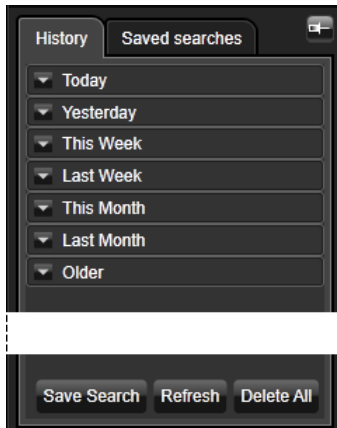 History Saved searches
Today
Yesterday
This Week
Last Week
This Month
Last Month
Older
Save Search Refresh Delete All